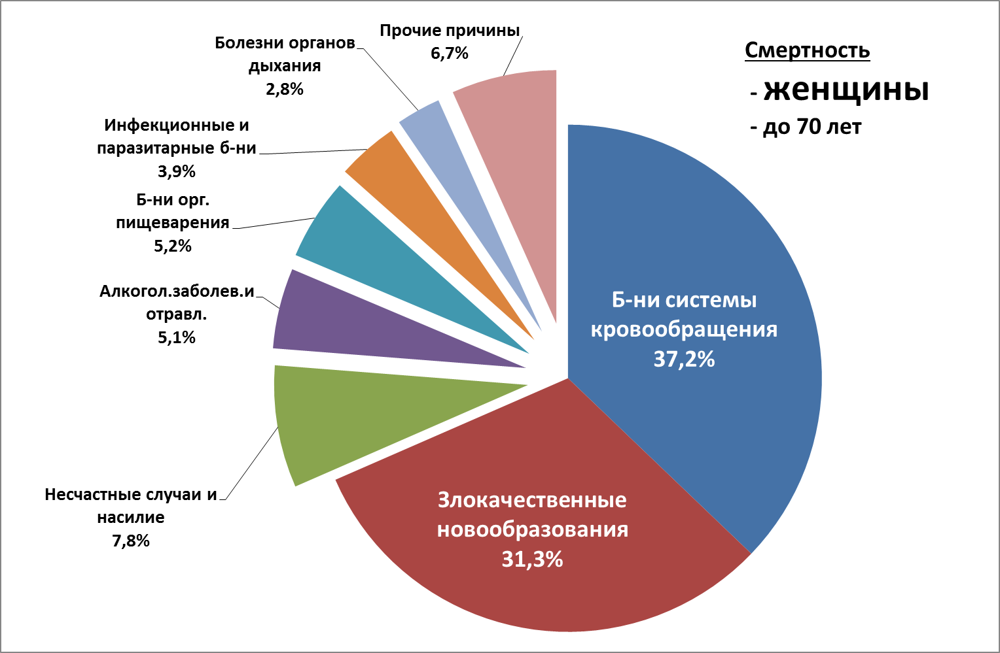 Смертность
- женщины
- до 70 лет
Прочие причины
6,7%
Болезни органов
дыхания
2,8%
Инфекционные и
паразитарные б-ни
3,9%
Б-ни орг.
пищеварения
5,2%
Алкогол.заболев.и
отравл.
5,1%
Несчастные случаи и
насилие
7,8%
Б-ни системы
кровообращения
37,2%
Злокачественные
новообразования
31,3%